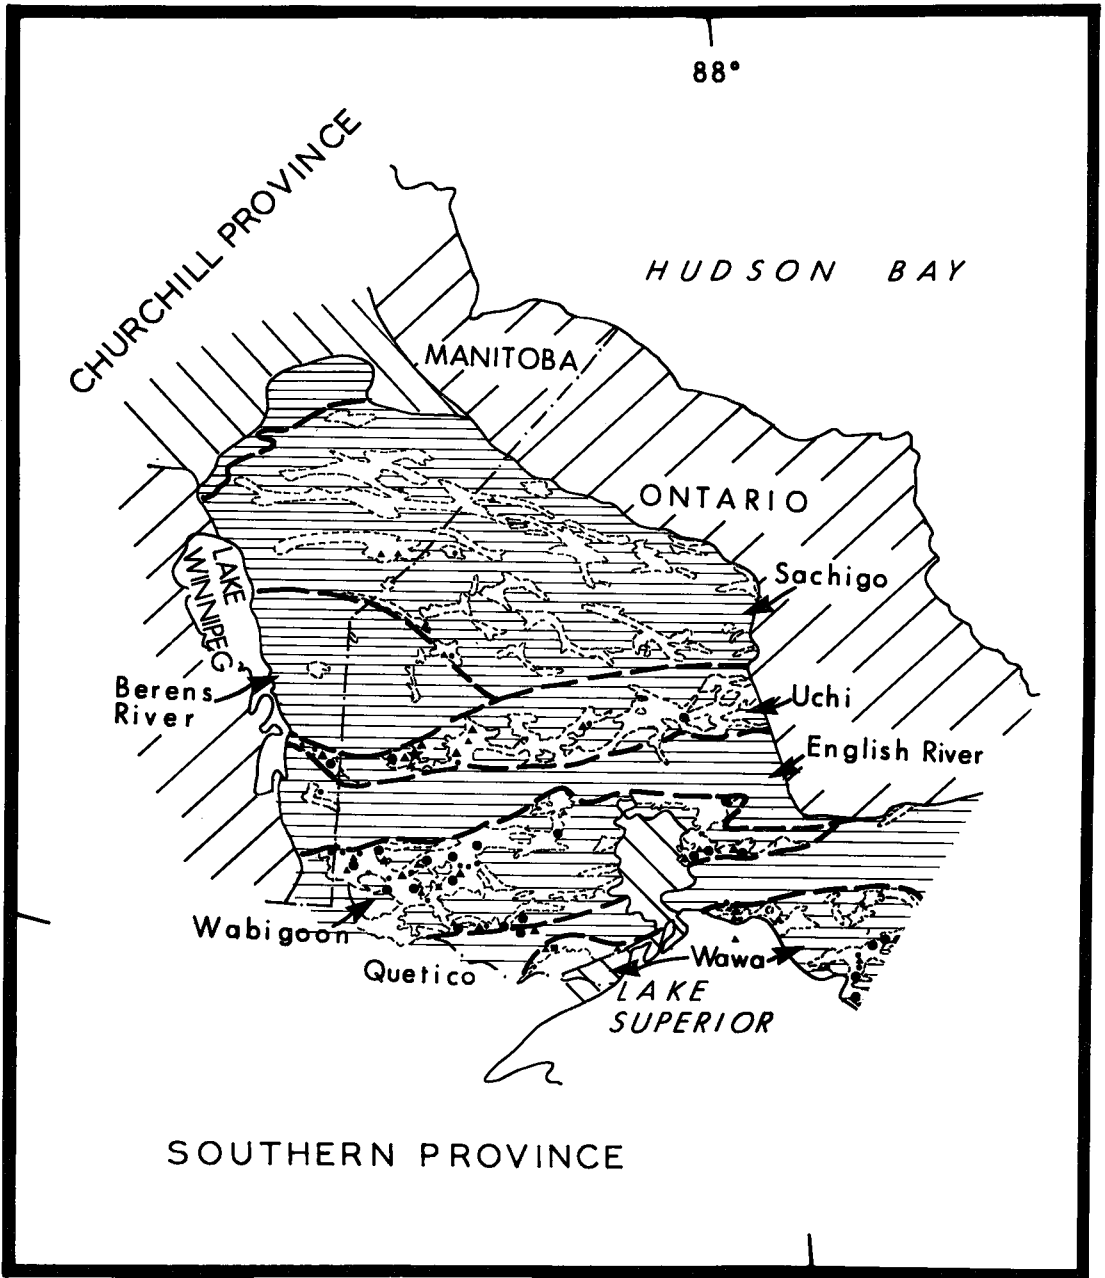 88°
CHURCHILL PROVINCE
HUDSON BAY
MANITOBA
ONTARIO
Sachigo
LAKE
WINNIPEG
Berens
River
Uchi
English River
Wabigoon
Quetico
Wawa
LAKE
SUPERIOR
SOUTHERN PROVINCE